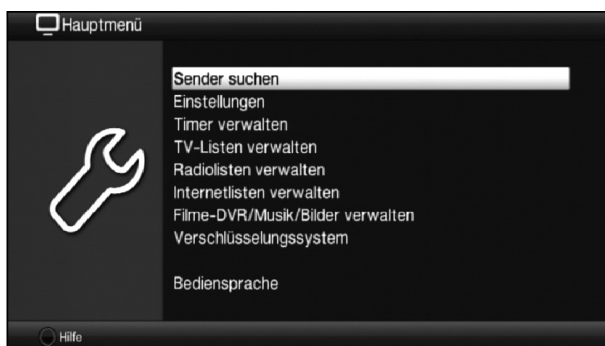 Hauptmenü
Sender suchen
Einstellungen
Timer verwalten
TV-Listen verwalten
Radiolisten verwalten
Internetlisten verwalten
Filme-DVR/Musik/Bilder verwalten
Verschlüsselungssystem
Bediensprache
Hilfe